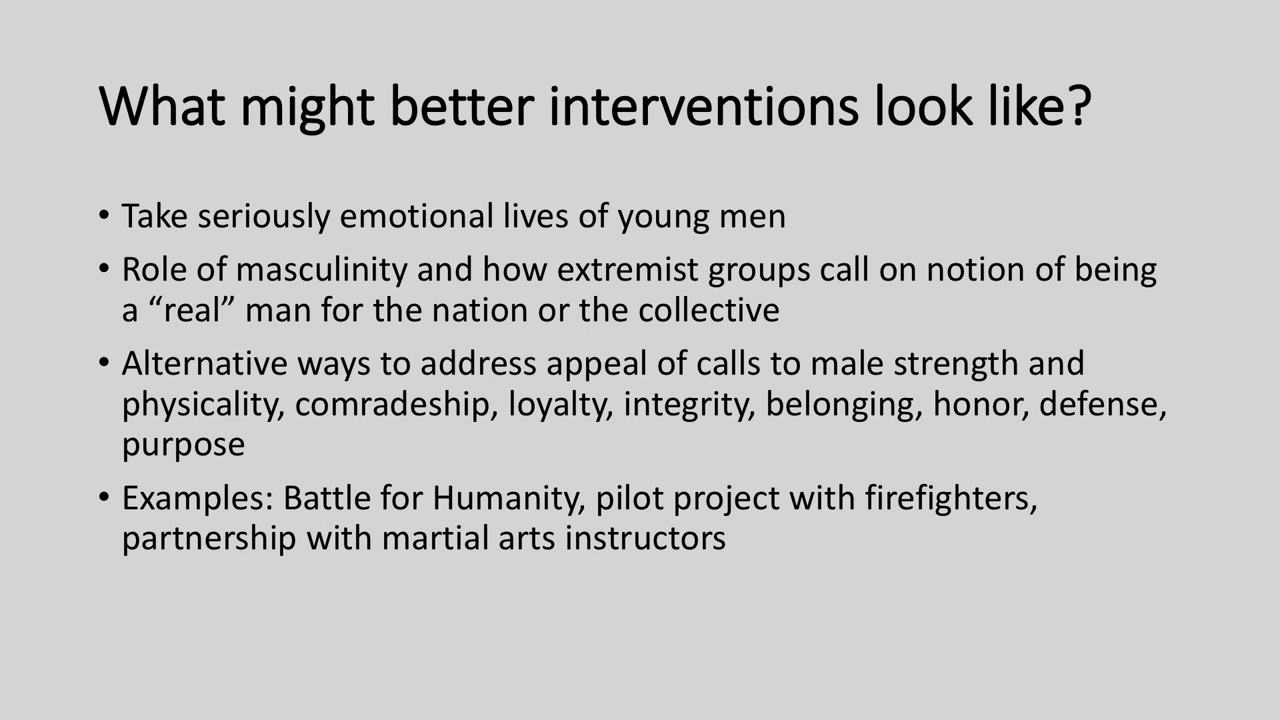 What might better interventions look like?
• Take seriously emotional lives of young men
• Role of masculinity and how extremist groups call on notion of being
a “real” man for the nation or the collective
• Alternative ways to address appeal of calls to male strength and
physicality, comradeship, loyalty, integrity, belonging, honor, defense,
purpose
• Examples: Battle for Humanity, pilot project with firefighters,
partnership with martial arts instructors